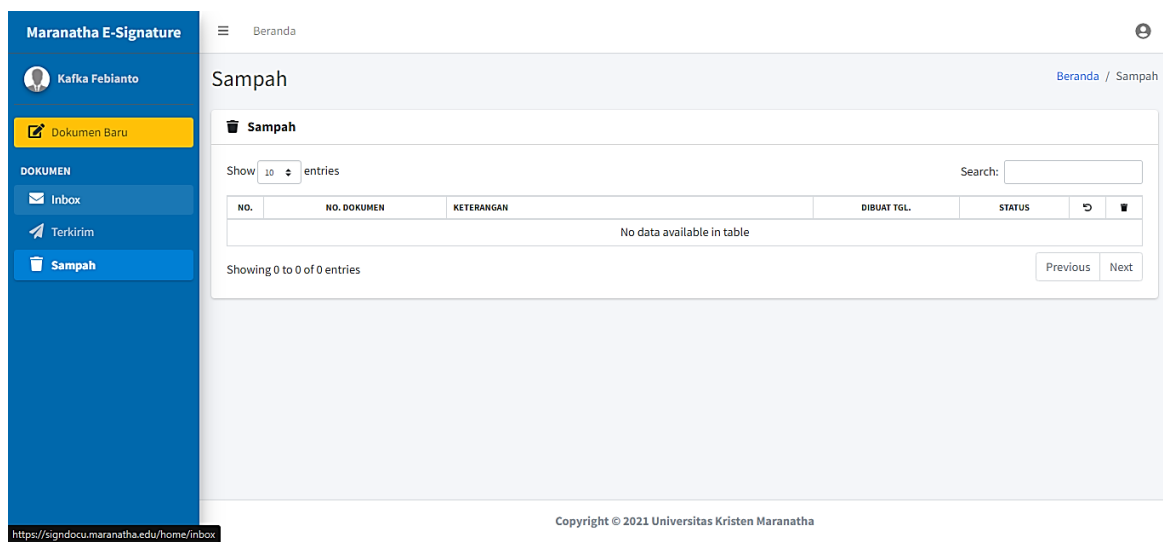 Maranatha E-Signature
Beranda
Kafka Febianto
Sampah
Beranda / Sampah
Dokumen Baru
Sampah
DOKUMEN
Show 10 entries
Search:
Inbox
NO. NO. DOKUMEN KETERANGAN DIBUAT TGL. STATUS
Terkirim
No data available in table
Sampah
Showing 0 to 0 of 0 entries
Previous Next
Copyright © 2021 Universitas Kristen Maranatha
https://signdocu.maranatha.edu/home/inbox